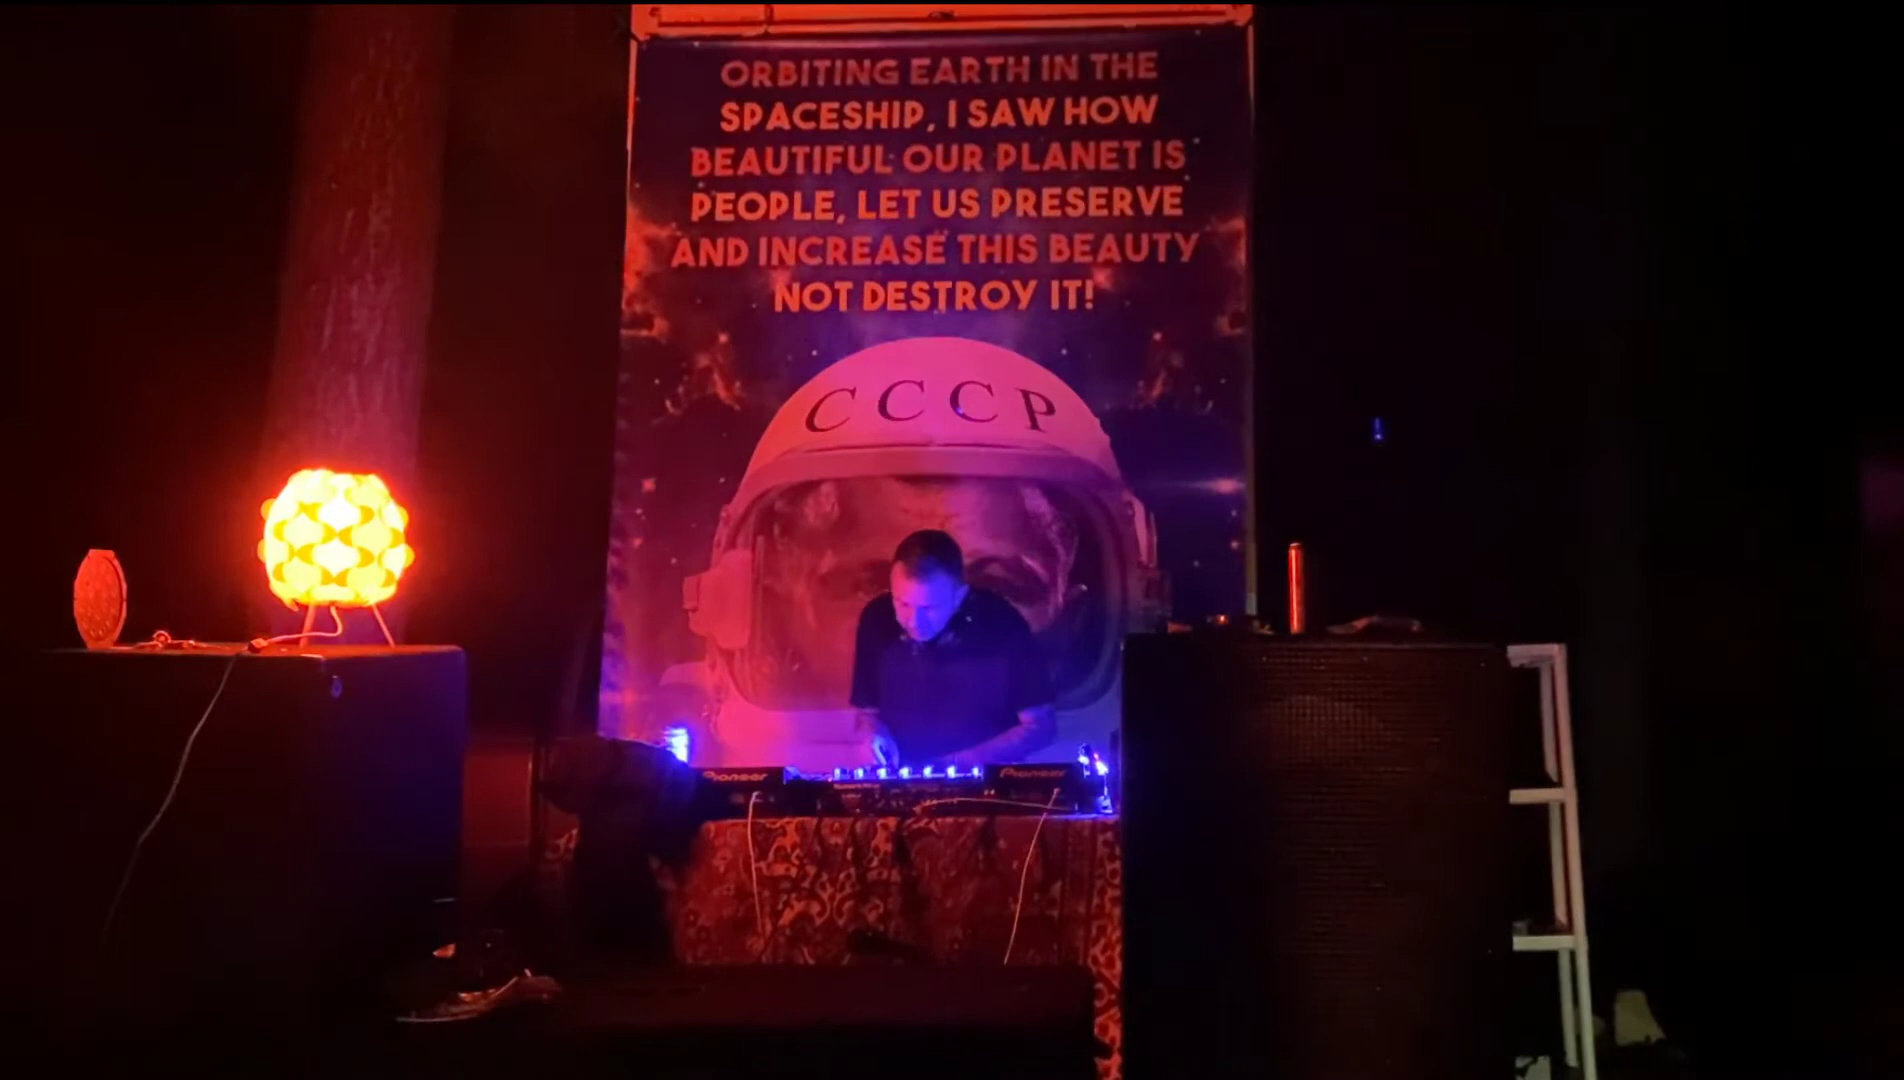 ORBITING EARTH IN THE
SPACESHIP, I SAW HOW
BEAUTIFUL OUR PLANET IS
PEOPLE, LET US PRESERVE
AND INCREASE THIS BEAUTY
NOT DESTROY IT!
СССР
Pioneer
Pioneer